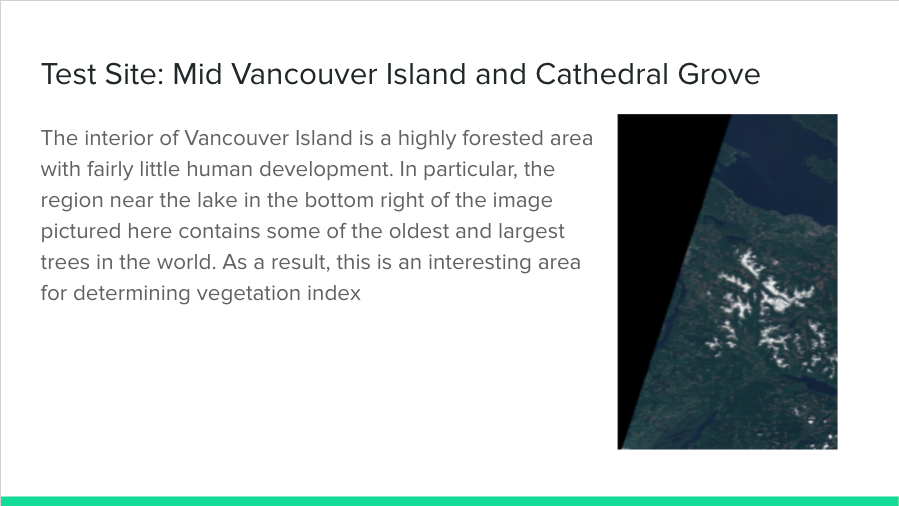 Test Site: Mid Vancouver Island and Cathedral Grove
The interior of Vancouver Island is a highly forested area
with fairly little human development. In particular, the
region near the lake in the bottom right of the image
pictured here contains some of the oldest and largest
trees in the world. As a result, this is an interesting area
for determining vegetation index